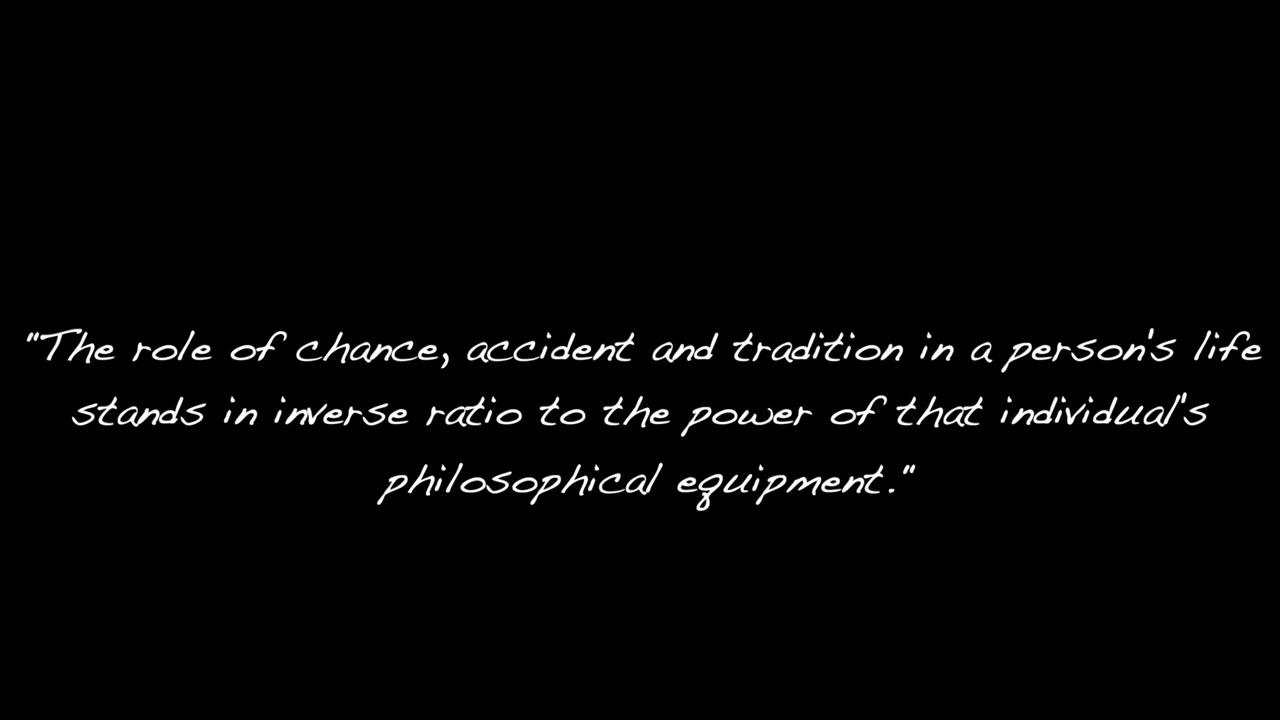 "The role of chance, accident and tradition in a person's life
stands in inverse ratio to the power of that individual's
philosophical equipment."